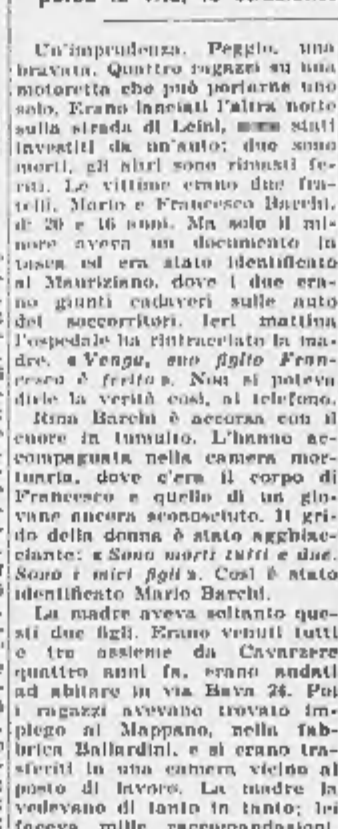 perso la vita, lo
Un'imprudenza. Peggio, una
bravata. Quattro ragazzi su una
motoretta che può portarne uno
solo. Erano lanciati l'altra notte
sulla strada di Leinì, stati
investiti da un'auto: due sono
morti, gli altri sono rimasti fe-
riti. Le vittime erano due fra-
telli, Mario e Francesco Barchi,
di 20 e 16 anni. Ma solo il mi-
nore aveva un documento in
tasca ed era stato identificato
al Mauriziano, dove i due era-
no giunti cadaveri sulle auto
dei soccorritori. Ieri mattina
l'ospedale ha rintracciato la ma-
dre. « Venga, suo figlio Fran-
cesco è ferito ». Non si poteva
dirle la verità così, al telefono.
Rina Barchi è accorsa con il
cuore in tumulto. L'hanno ac-
compagnata nella camera mor-
tuaria, dove c'era il corpo di
Francesco e quello di un gio-
vane ancora sconosciuto. Il gri-
do della donna è stato agghiac-
ciante: « Sono morti tutti e due.
Sono i miei figli ». Così è stato
identificato Mario Barchi.
La madre aveva soltanto que-
sti due figli. Erano venuti tutti
e tre assieme da Cavarzere
quattro anni fa, erano andati
ad abitare in via Bava 24. Poi
i ragazzi avevano trovato im-
piego al Mappano, nella fab-
brica Ballardini, e si erano tra-
sferiti in una camera vicino al
posto di lavoro. La madre la
vedevano di tanto in tanto; lei
faceva mille raccomandazioni.